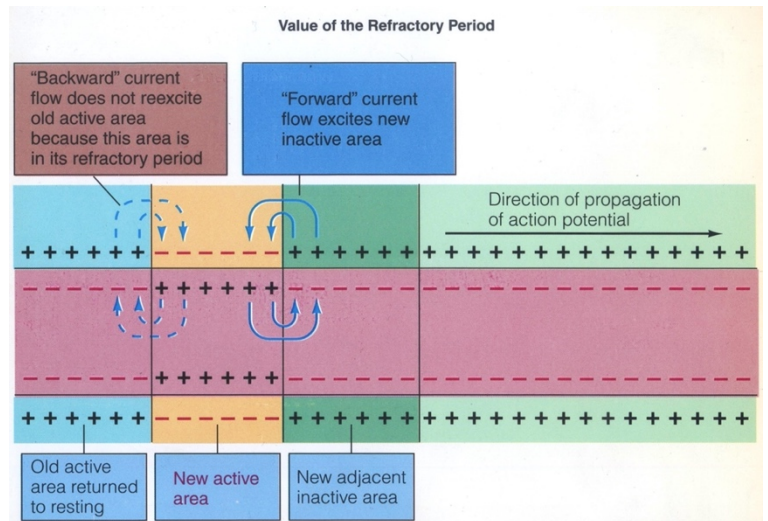 Value of the Refractory Period
“Backward” current
flow does not reexcite
old active area
because this area is
in its refractory period
“Forward” current
flow excites new
inactive area
Direction of propagation
of action potential
+ + + + + + – – – – – – + + + + + + + + + + + + + + + + + + + + +
– – – – – – + + + + + + – – – – – – – – – – – – – – – – – – – – –
– – – – – – + + + + + + – – – – – – – – – – – – – – – – – – – – –
+ + + + + + – – – – – – + + + + + + + + + + + + + + + + + + + + +
Old active
area returned
to resting
New active
area
New adjacent
inactive area